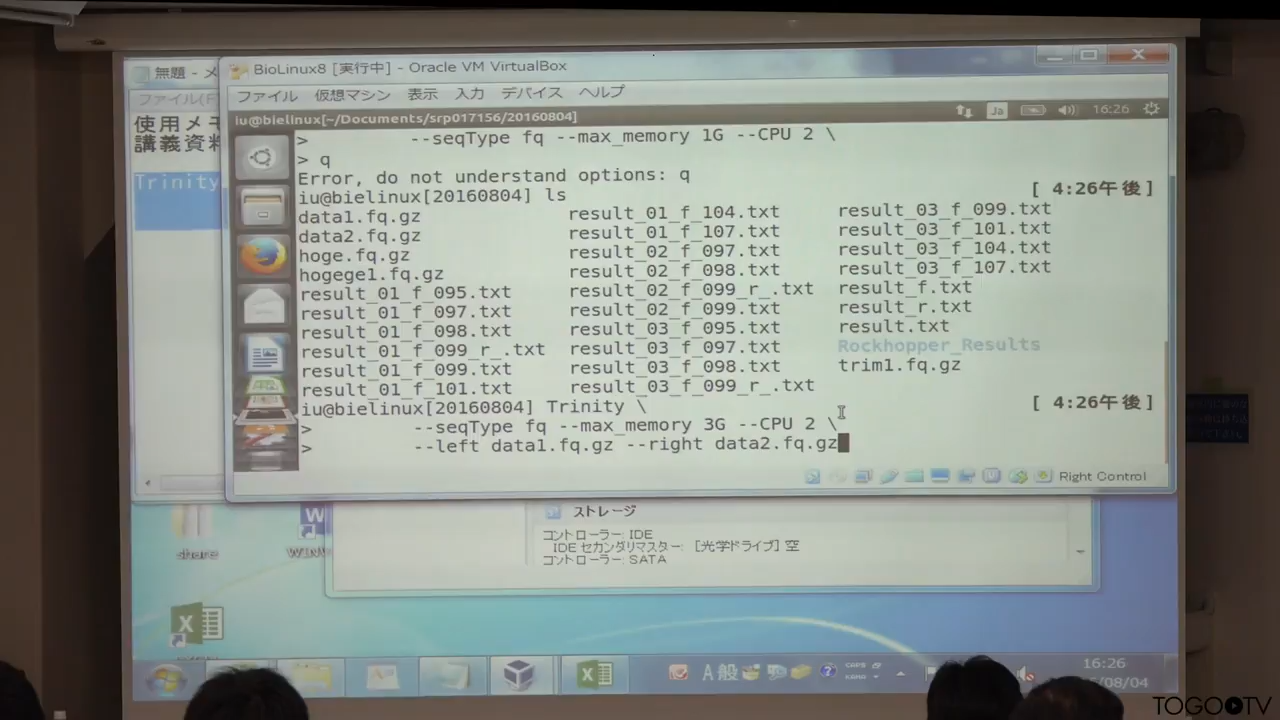 無題 - メ
ファイル(F
使用メモ
講義資料
Trinity
BioLinux8 [実行中] - Oracle VM VirtualBox
ファイル 仮想マシン 表示 入力 デバイス ヘルプ
iu@bielinux[~/Documents/srp017156/20160804]
Ja 16:26
> --seqType fq --max_memory 1G --CPU 2 \
> q
Error, do not understand options: q
iu@bielinux[20160804] ls [ 4:26午後]
data1.fq.gz result_01_f_104.txt result_03_f_099.txt
data2.fq.gz result_01_f_107.txt result_03_f_101.txt
hoge.fq.gz result_02_f_097.txt result_03_f_104.txt
hogege1.fq.gz result_02_f_098.txt result_03_f_107.txt
result_01_f_095.txt result_02_f_099_r_.txt result_f.txt
result_01_f_097.txt result_02_f_099.txt result_r.txt
result_01_f_098.txt result_03_f_095.txt result.txt
result_01_f_099_r_.txt result_03_f_097.txt Rockhopper_Results
result_01_f_099.txt result_03_f_098.txt trim1.fq.gz
result_01_f_101.txt result_03_f_099_r_.txt
iu@bielinux[20160804] Trinity \ [ 4:26午後]
> --seqType fq --max_memory 3G --CPU 2 \
> --left data1.fq.gz --right data2.fq.gz
Right Control
ストレージ
コントローラー: IDE
IDE セカンダリマスター: [光学ドライブ] 空
コントローラー: SATA
share
A 般
CAPS
KANA
16:26
/08/04
TOGOTV